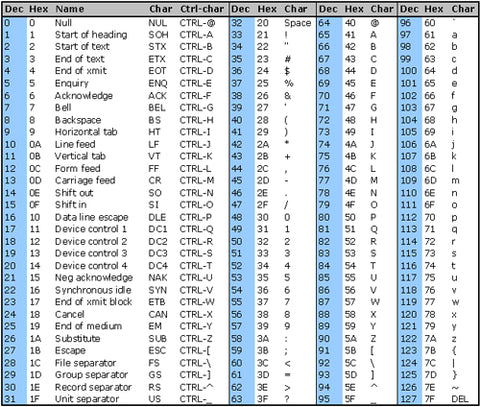 Dec Hex Name Char Ctrl-char Dec Hex Char Dec Hex Char Dec Hex Char
0 0 Null NUL CTRL-@ 32 20 Space 64 40 @ 96 60 `
1 1 Start of heading SOH CTRL-A 33 21 ! 65 41 A 97 61 a
2 2 Start of text STX CTRL-B 34 22 " 66 42 B 98 62 b
3 3 End of text ETX CTRL-C 35 23 # 67 43 C 99 63 c
4 4 End of xmit EOT CTRL-D 36 24 $ 68 44 D 100 64 d
5 5 Enquiry ENQ CTRL-E 37 25 % 69 45 E 101 65 e
6 6 Acknowledge ACK CTRL-F 38 26 & 70 46 F 102 66 f
7 7 Bell BEL CTRL-G 39 27 ' 71 47 G 103 67 g
8 8 Backspace BS CTRL-H 40 28 ( 72 48 H 104 68 h
9 9 Horizontal tab HT CTRL-I 41 29 ) 73 49 I 105 69 i
10 0A Line feed LF CTRL-J 42 2A * 74 4A J 106 6A j
11 0B Vertical tab VT CTRL-K 43 2B + 75 4B K 107 6B k
12 0C Form feed FF CTRL-L 44 2C , 76 4C L 108 6C l
13 0D Carriage feed CR CTRL-M 45 2D - 77 4D M 109 6D m
14 0E Shift out SO CTRL-N 46 2E . 78 4E N 110 6E n
15 0F Shift in SI CTRL-O 47 2F / 79 4F O 111 6F o
16 10 Data line escape DLE CTRL-P 48 30 0 80 50 P 112 70 p
17 11 Device control 1 DC1 CTRL-Q 49 31 1 81 51 Q 113 71 q
18 12 Device control 2 DC2 CTRL-R 50 32 2 82 52 R 114 72 r
19 13 Device control 3 DC3 CTRL-S 51 33 3 83 53 S 115 73 s
20 14 Device control 4 DC4 CTRL-T 52 34 4 84 54 T 116 74 t
21 15 Neg acknowledge NAK CTRL-U 53 35 5 85 55 U 117 75 u
22 16 Synchronous idle SYN CTRL-V 54 36 6 86 56 V 118 76 v
23 17 End of xmit block ETB CTRL-W 55 37 7 87 57 W 119 77 w
24 18 Cancel CAN CTRL-X 56 38 8 88 58 X 120 78 x
25 19 End of medium EM CTRL-Y 57 39 9 89 59 Y 121 79 y
26 1A Substitute SUB CTRL-Z 58 3A : 90 5A Z 122 7A z
27 1B Escape ESC CTRL-[ 59 3B ; 91 5B [ 123 7B {
28 1C File separator FS CTRL-\ 60 3C < 92 5C \ 124 7C |
29 1D Group separator GS CTRL-] 61 3D = 93 5D ] 125 7D }
30 1E Record separator RS CTRL-^ 62 3E > 94 5E ^ 126 7E ~
31 1F Unit separator US CTRL-_ 63 3F ? 95 5F _ 127 7F DEL